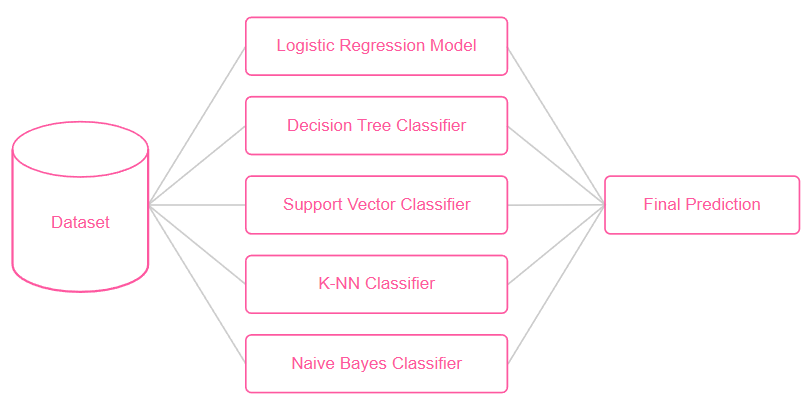 Logistic Regression Model
Decision Tree Classifier
Dataset
Support Vector Classifier
Final Prediction
K-NN Classifier
Naive Bayes Classifier